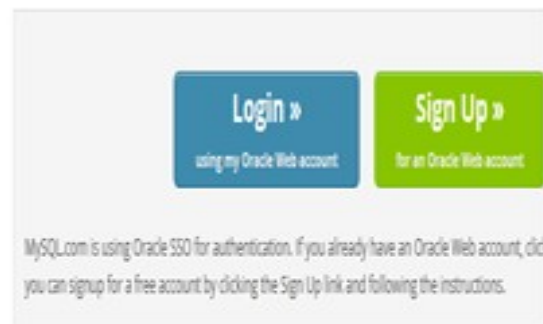 Login »
Sign Up »
using my Oracle Web account
for an Oracle Web account
MySQL.com is using Oracle SSO for authentication. If you already have an Oracle Web account, clic
you can signup for a free account by clicking the Sign Up link and following the instructions.